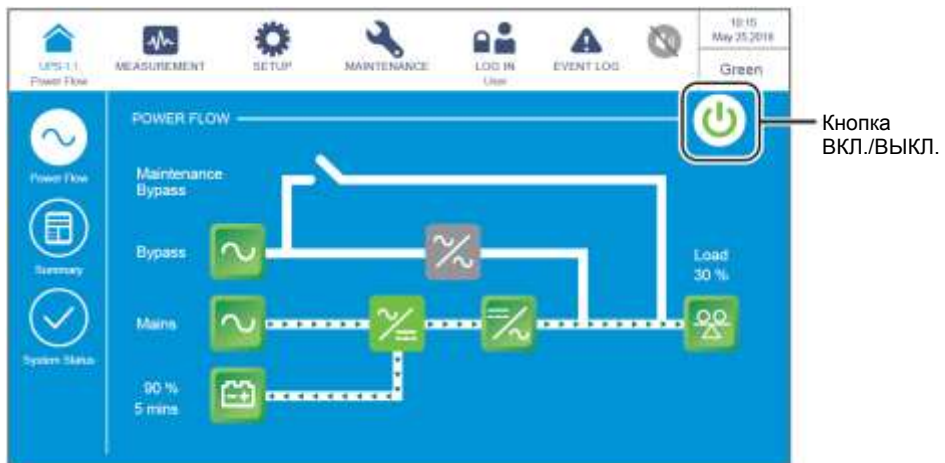 UPS-1.1
Power Flow
MEASUREMENT
SETUP
MAINTENANCE
LOG IN
User
EVENT LOG
10:15
May 25,2018
Green
POWER FLOW
Кнопка
ВКЛ./ВЫКЛ.
Power Flow
Maintenance
Bypass
Summary
Bypass
Load
30 %
System Status
Mains
90 %
5 mins